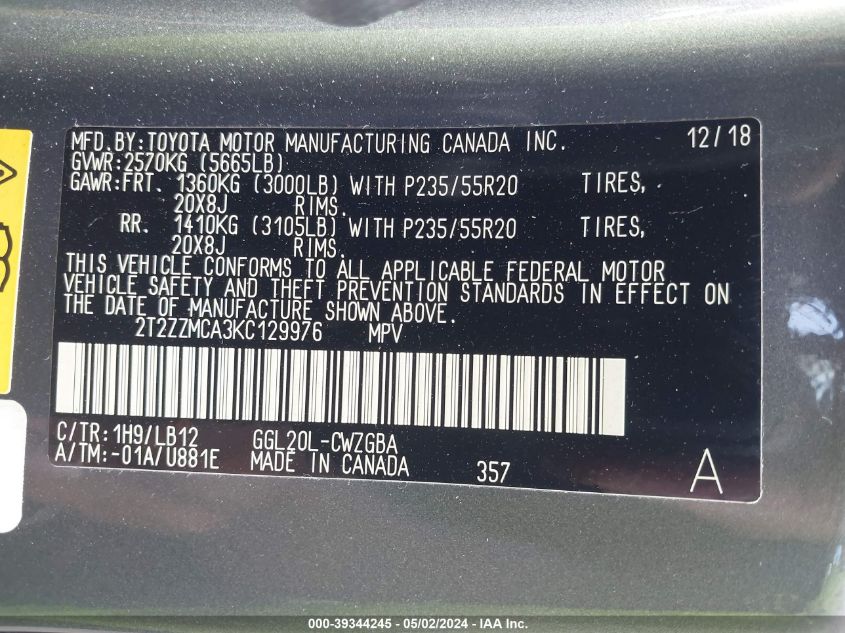 MFD.BY:TOYOTA MOTOR MANUFACTURING CANADA INC. 12/18
GVWR:2570KG (5665LB)
GAWR:FRT. 1360KG (3000LB) WITH P235/55R20 TIRES,
20X8J RIMS.
RR. 1410KG (3105LB) WITH P235/55R20 TIRES,
20X8J RIMS.
THIS VEHICLE CONFORMS TO ALL APPLICABLE FEDERAL MOTOR
VEHICLE SAFETY AND THEFT PREVENTION STANDARDS IN EFFECT ON
THE DATE OF MANUFACTURE SHOWN ABOVE.
2T2ZZMCA3KC129976 MPV
C/TR:1H9/LB12 GGL20L-CWZGBA
A/TM:-01A/U881E MADE IN CANADA 357 A
000-39344245 - 05/02/2024 - IAA Inc.